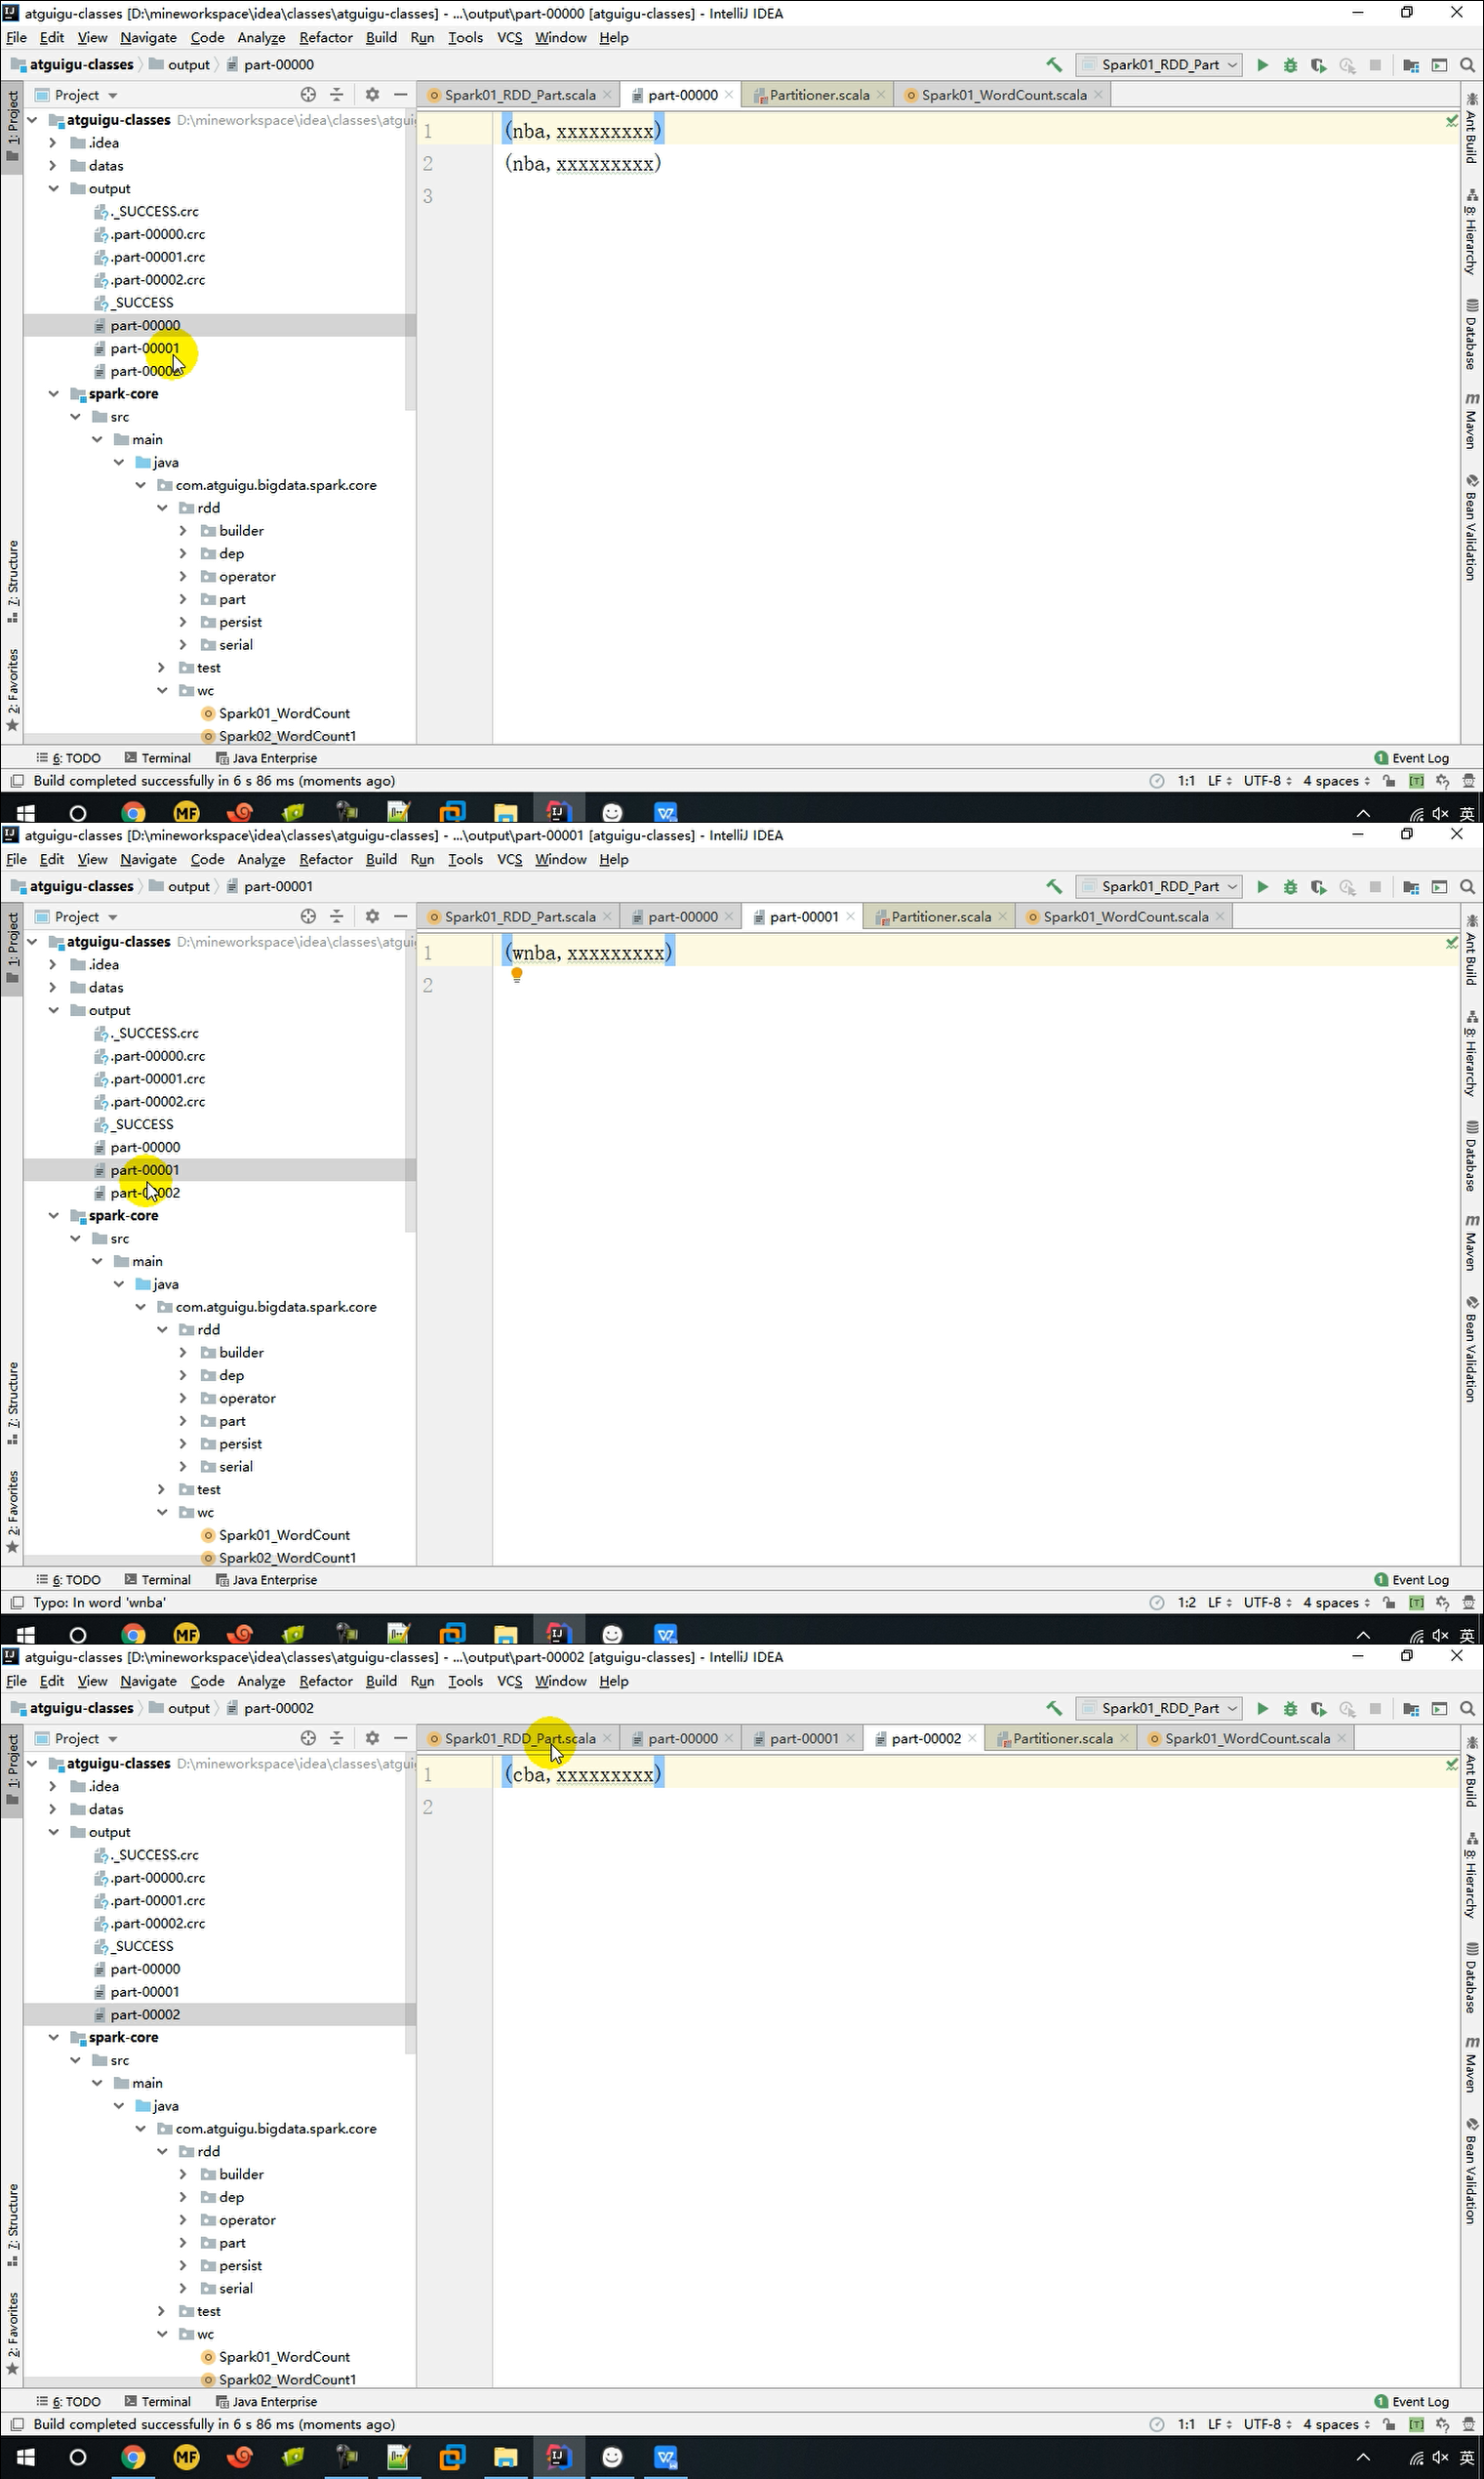 atguigu-classes [D:\mineworkspace\idea\classes\atguigu-classes] - ...\output\part-00000 [atguigu-classes] - IntelliJ IDEA
File Edit View Navigate Code Analyze Refactor Build Run Tools VCS Window Help
atguigu-classes output part-00000 Spark01_RDD_Part
Project Spark01_RDD_Part.scala part-00000 Partitioner.scala Spark01_WordCount.scala
1: Project
7: Structure
2: Favorites
atguigu-classes D:\mineworkspace\idea\classes\atgui
.idea
datas
output
._SUCCESS.crc
.part-00000.crc
.part-00001.crc
.part-00002.crc
_SUCCESS
part-00000
part-00001
part-00002
spark-core
src
main
java
com.atguigu.bigdata.spark.core
rdd
builder
dep
operator
part
persist
serial
test
wc
Spark01_WordCount
Spark02_WordCount1
1 (nba, xxxxxxxxx)
2 (nba, xxxxxxxxx)
3
Ant Build
8: Hierarchy
Database
Maven
Bean Validation
6: TODO Terminal Java Enterprise 1 Event Log
Build completed successfully in 6 s 86 ms (moments ago) 1:1 LF UTF-8 4 spaces
MF 英
atguigu-classes [D:\mineworkspace\idea\classes\atguigu-classes] - ...\output\part-00001 [atguigu-classes] - IntelliJ IDEA
File Edit View Navigate Code Analyze Refactor Build Run Tools VCS Window Help
atguigu-classes output part-00001 Spark01_RDD_Part
Project Spark01_RDD_Part.scala part-00000 part-00001 Partitioner.scala Spark01_WordCount.scala
1: Project
7: Structure
2: Favorites
atguigu-classes D:\mineworkspace\idea\classes\atgui
.idea
datas
output
._SUCCESS.crc
.part-00000.crc
.part-00001.crc
.part-00002.crc
_SUCCESS
part-00000
part-00001
part-00002
spark-core
src
main
java
com.atguigu.bigdata.spark.core
rdd
builder
dep
operator
part
persist
serial
test
wc
Spark01_WordCount
Spark02_WordCount1
1 (wnba, xxxxxxxxx)
2
Ant Build
8: Hierarchy
Database
Maven
Bean Validation
6: TODO Terminal Java Enterprise 1 Event Log
Typo: In word 'wnba' 1:2 LF UTF-8 4 spaces
MF 英
atguigu-classes [D:\mineworkspace\idea\classes\atguigu-classes] - ...\output\part-00002 [atguigu-classes] - IntelliJ IDEA
File Edit View Navigate Code Analyze Refactor Build Run Tools VCS Window Help
atguigu-classes output part-00002 Spark01_RDD_Part
Project Spark01_RDD_Part.scala part-00000 part-00001 part-00002 Partitioner.scala Spark01_WordCount.scala
1: Project
7: Structure
2: Favorites
atguigu-classes D:\mineworkspace\idea\classes\atgui
.idea
datas
output
._SUCCESS.crc
.part-00000.crc
.part-00001.crc
.part-00002.crc
_SUCCESS
part-00000
part-00001
part-00002
spark-core
src
main
java
com.atguigu.bigdata.spark.core
rdd
builder
dep
operator
part
persist
serial
test
wc
Spark01_WordCount
Spark02_WordCount1
1 (cba, xxxxxxxxx)
2
Ant Build
8: Hierarchy
Database
Maven
Bean Validation
6: TODO Terminal Java Enterprise 1 Event Log
Build completed successfully in 6 s 86 ms (moments ago) 1:1 LF UTF-8 4 spaces
MF 英